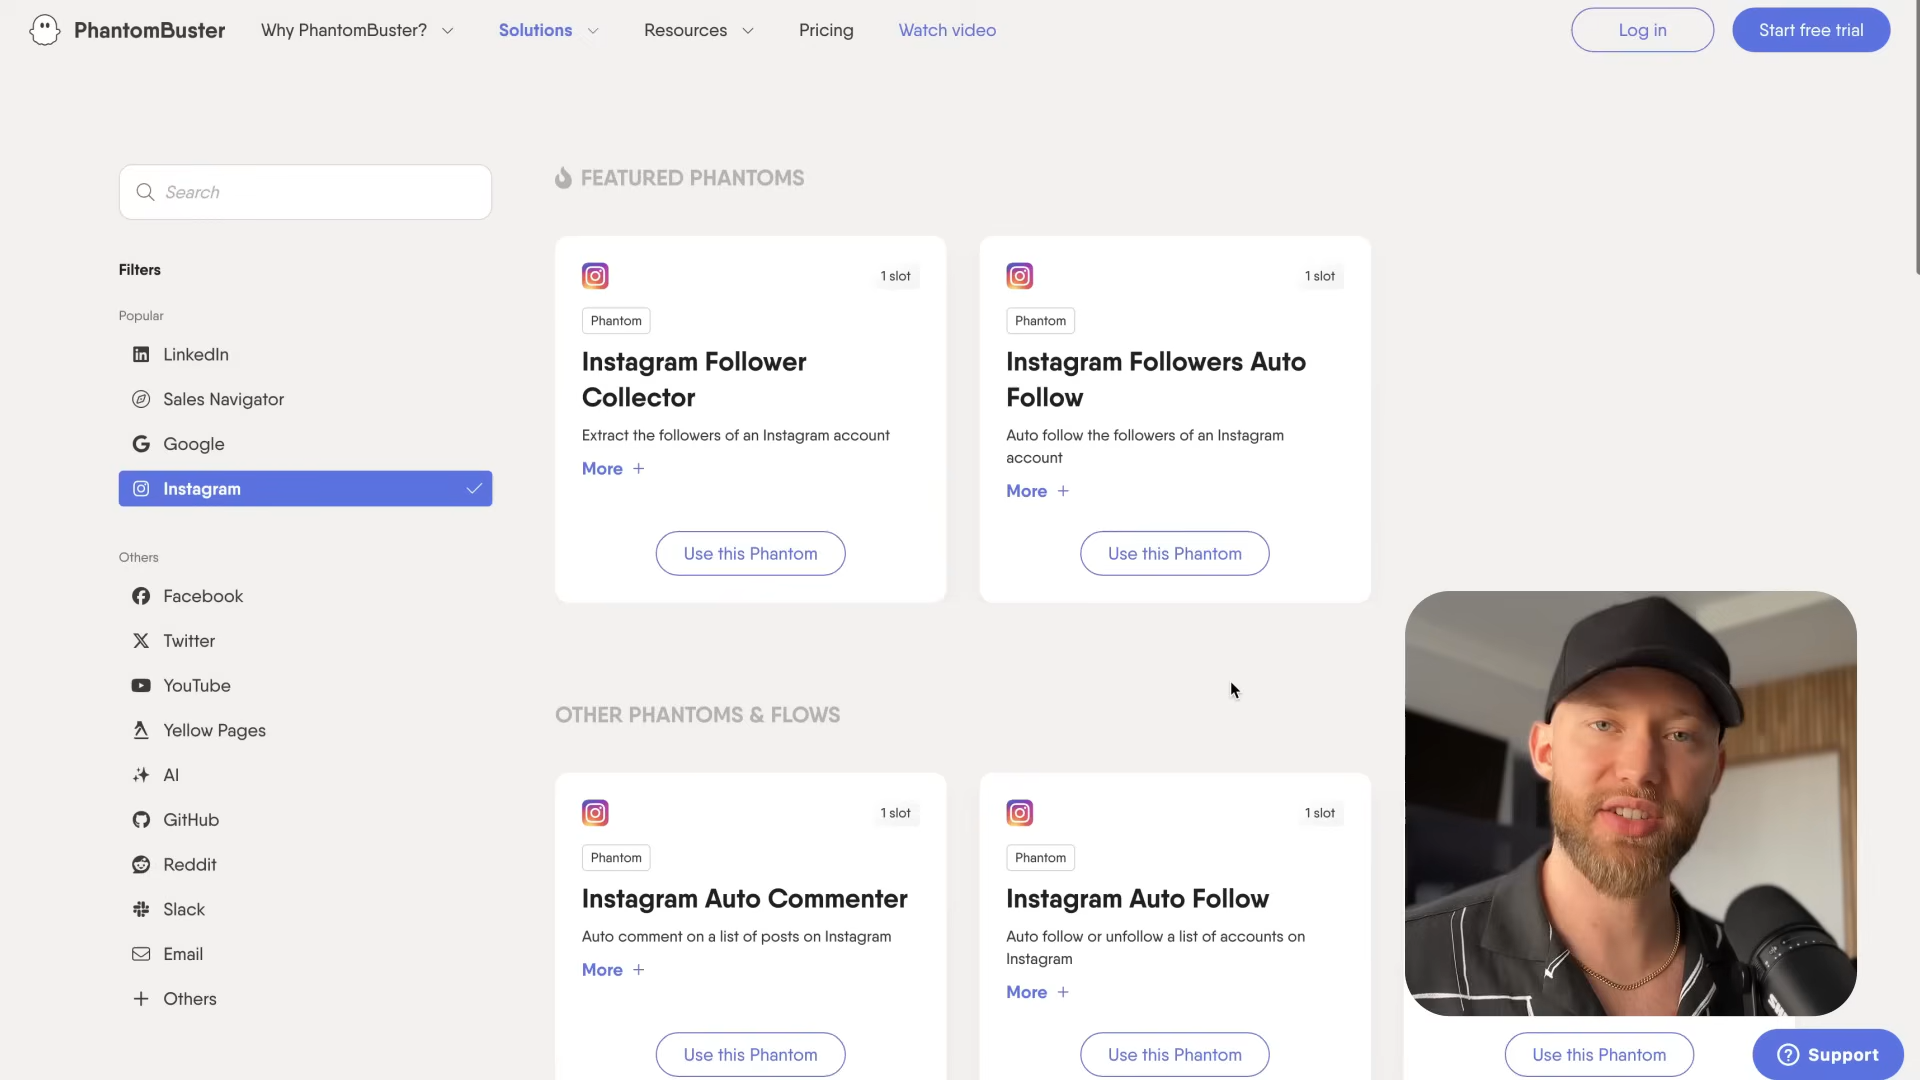 PhantomBuster
Why PhantomBuster?
Solutions
Resources
Pricing
Watch video
Log in
Start free trial
Search
Filters
Popular
LinkedIn
Sales Navigator
Google
Instagram
Others
Facebook
Twitter
YouTube
Yellow Pages
AI
GitHub
Reddit
Slack
Email
Others
FEATURED PHANTOMS
1 slot
Phantom
Instagram Follower
Collector
Extract the followers of an Instagram account
More +
Use this Phantom
1 slot
Phantom
Instagram Followers Auto
Follow
Auto follow the followers of an Instagram
account
More +
Use this Phantom
OTHER PHANTOMS & FLOWS
1 slot
Phantom
Instagram Auto Commenter
Auto comment on a list of posts on Instagram
More +
Use this Phantom
1 slot
Phantom
Instagram Auto Follow
Auto follow or unfollow a list of accounts on
Instagram
More +
Use this Phantom
Use this Phantom
Support